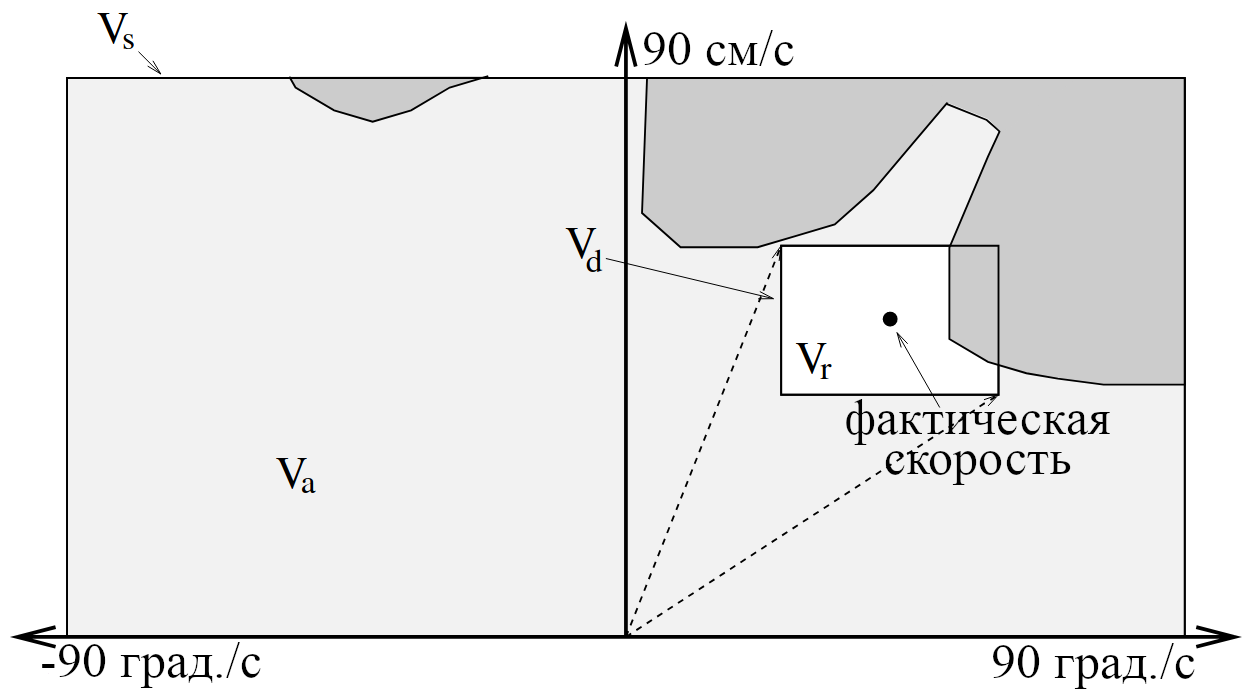 Vs
90 см/с
Vd
Vr
фактическая
скорость
Va
-90 град./с
90 град./с